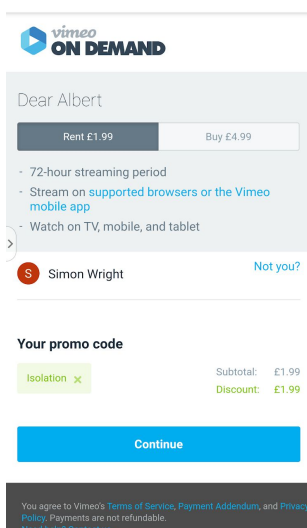 vimeo
ON DEMAND
Dear Albert
Rent £1.99 Buy £4.99
- 72-hour streaming period
- Stream on supported browsers or the Vimeo
mobile app
- Watch on TV, mobile, and tablet
S Simon Wright Not you?
Your promo code
Isolation × Subtotal: £1.99
Discount: £1.99
Continue
You agree to Vimeo's Terms of Service, Payment Addendum, and Privac
Policy. Payments are not refundable.